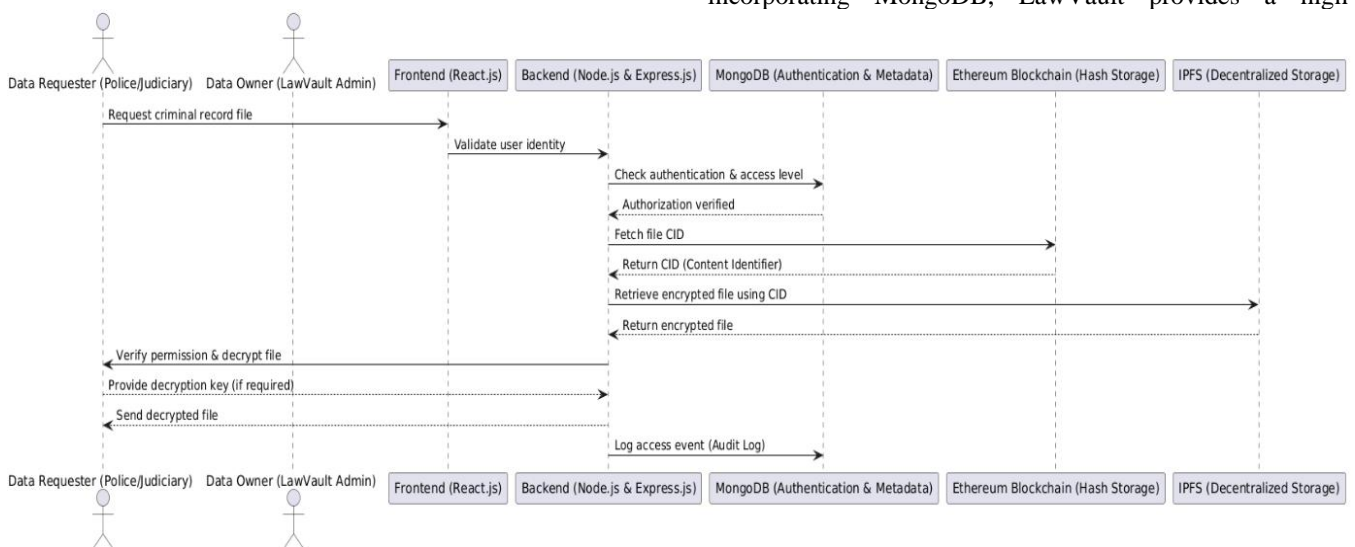 incorporating MongoDB, LawVault provides a high
Data Requester (Police/Judiciary) Data Owner (LawVault Admin) Frontend (React.js) Backend (Node.js & Express.js) MongoDB (Authentication & Metadata) Ethereum Blockchain (Hash Storage) IPFS (Decentralized Storage)
Request criminal record file
Validate user identity
Check authentication & access level
Authorization verified
Fetch file CID
Return CID (Content Identifier)
Retrieve encrypted file using CID
Return encrypted file
Verify permission & decrypt file
Provide decryption key (if required)
Send decrypted file
Log access event (Audit Log)
Data Requester (Police/Judiciary) Data Owner (LawVault Admin) Frontend (React.js) Backend (Node.js & Express.js) MongoDB (Authentication & Metadata) Ethereum Blockchain (Hash Storage) IPFS (Decentralized Storage)